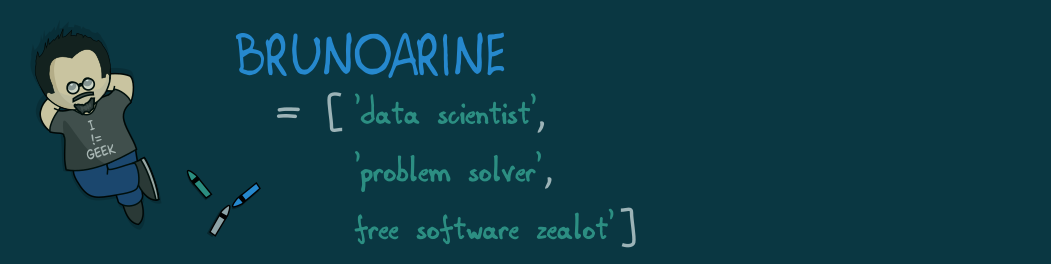 BRUNOARINE
= ['data scientist',
'problem solver',
free software zealot']
I
!=
GEEK